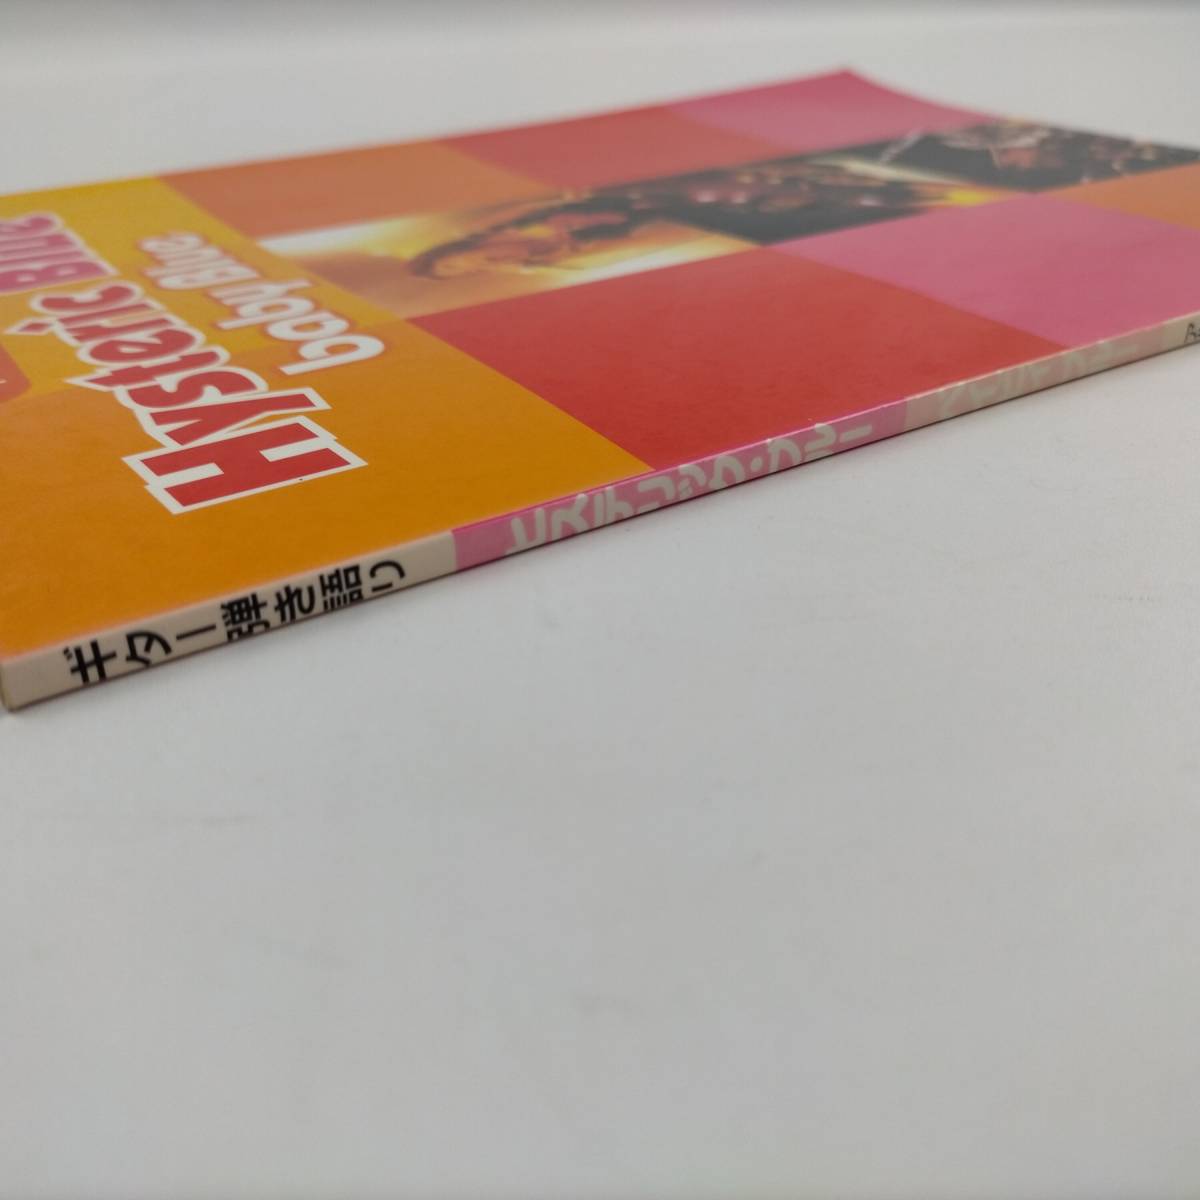 Hysteric Blue
baby Blue
ギター弾き語り
ヒステリック・ブルー